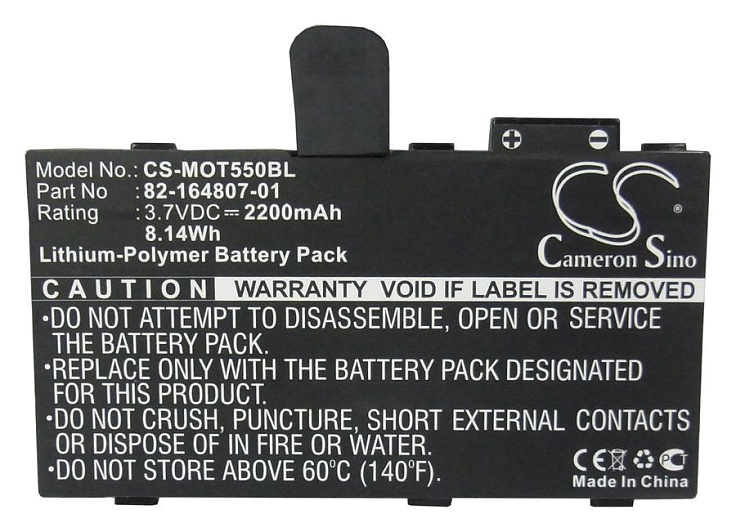 + −
Model No.: CS-MOT550BL
Part No : 82-164807-01
Rating : 3.7VDC⎓2200mAh
8.14Wh
Lithium-Polymer Battery Pack
CS ®
Cameron Sino
CAUTION WARRANTY VOID IF LABEL IS REMOVED
•DO NOT ATTEMPT TO DISASSEMBLE, OPEN OR SERVICE
THE BATTERY PACK.
•REPLACE ONLY WITH THE BATTERY PACK DESIGNATED
FOR THIS PRODUCT.
•DO NOT CRUSH, PUNCTURE, SHORT EXTERNAL CONTACTS
OR DISPOSE OF IN FIRE OR WATER.
•DO NOT STORE ABOVE 60°C (140°F).
CE PCT
Made In China